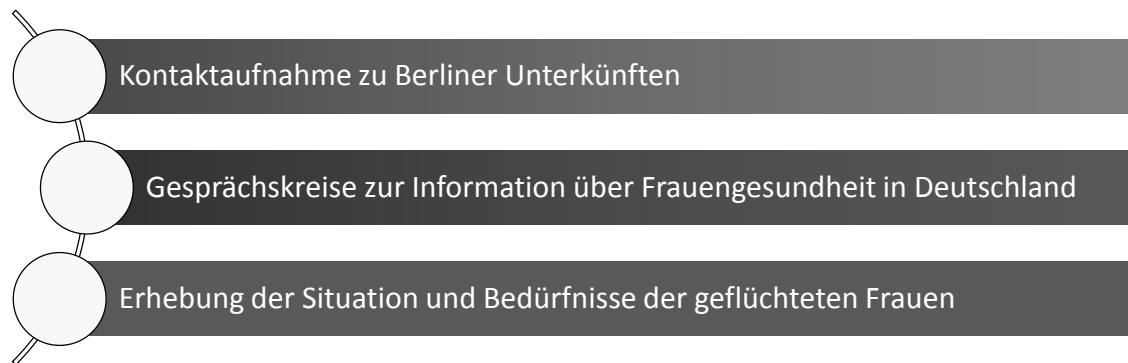 Kontaktaufnahme zu Berliner Unterkünften
Gesprächskreise zur Information über Frauengesundheit in Deutschland
Erhebung der Situation und Bedürfnisse der geflüchteten Frauen